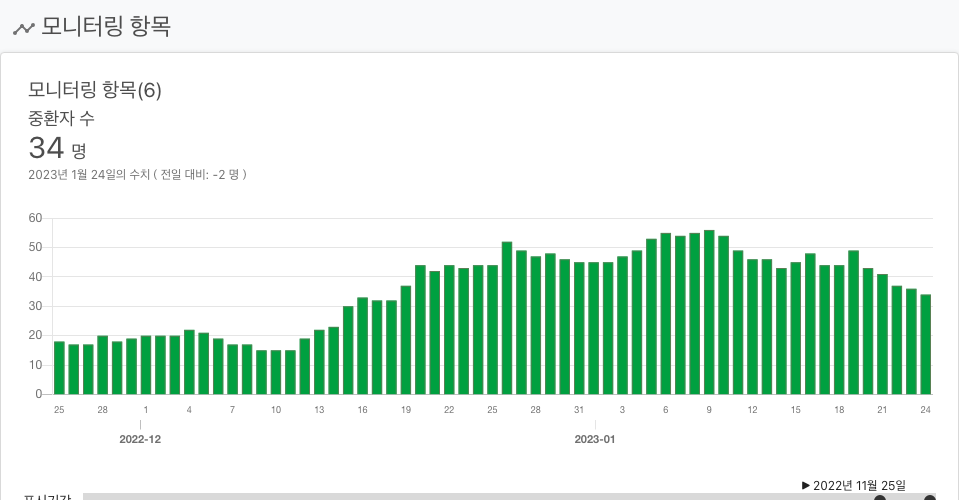 모니터링 항목
모니터링 항목(6)
중환자 수
34 명
2023년 1월 24일의 수치 ( 전일 대비: -2 명 )
60
50
40
30
20
10
0
25 28 1 4 7 10 13 16 19 22 25 28 31 3 6 9 12 15 18 21 24
2022-12 2023-01
▶ 2022년 11월 25일
표시기간